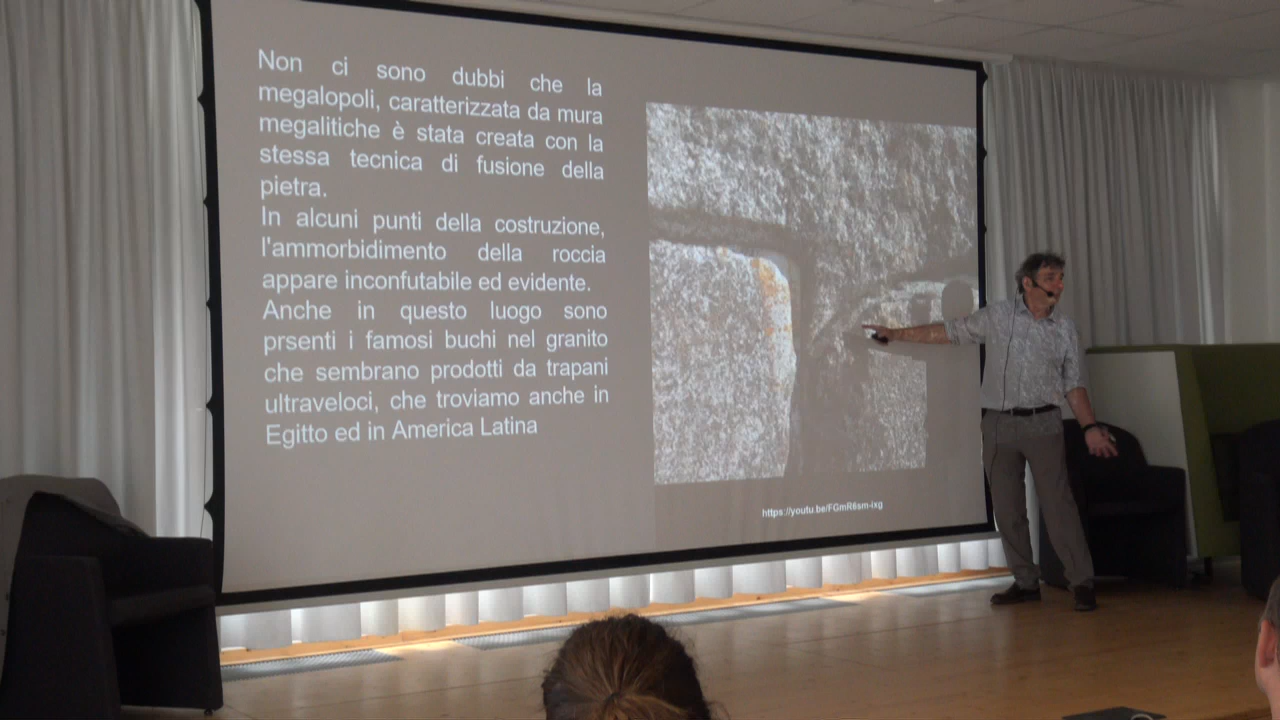 Non ci sono dubbi che la
megalopoli, caratterizzata da mura
megalitiche è stata creata con la
stessa tecnica di fusione della
pietra.
In alcuni punti della costruzione,
l'ammorbidimento della roccia
appare inconfutabile ed evidente.
Anche in questo luogo sono
prsenti i famosi buchi nel granito
che sembrano prodotti da trapani
ultraveloci, che troviamo anche in
Egitto ed in America Latina
https://youtu.be/FGmR6sm-ixg